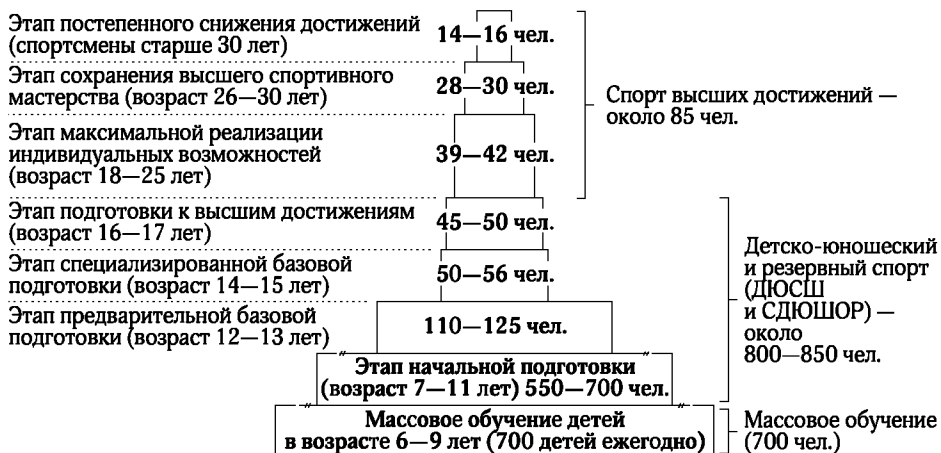 Этап постепенного снижения достижений
(спортсмены старше 30 лет)
14—16 чел.
Этап сохранения высшего спортивного
мастерства (возраст 26—30 лет)
28—30 чел.
Спорт высших достижений —
около 85 чел.
Этап максимальной реализации
индивидуальных возможностей
(возраст 18—25 лет)
39—42 чел.
Этап подготовки к высшим достижениям
(возраст 16—17 лет)
45—50 чел.
Этап специализированной базовой
подготовки (возраст 14—15 лет)
50—56 чел.
Этап предварительной базовой
подготовки (возраст 12—13 лет)
110—125 чел.
Детско-юношеский
и резервный спорт
(ДЮСШ
и СДЮШОР) —
около
800—850 чел.
Этап начальной подготовки
(возраст 7—11 лет) 550—700 чел.
Массовое обучение детей
в возрасте 6—9 лет (700 детей ежегодно)
Массовое обучение
(700 чел.)